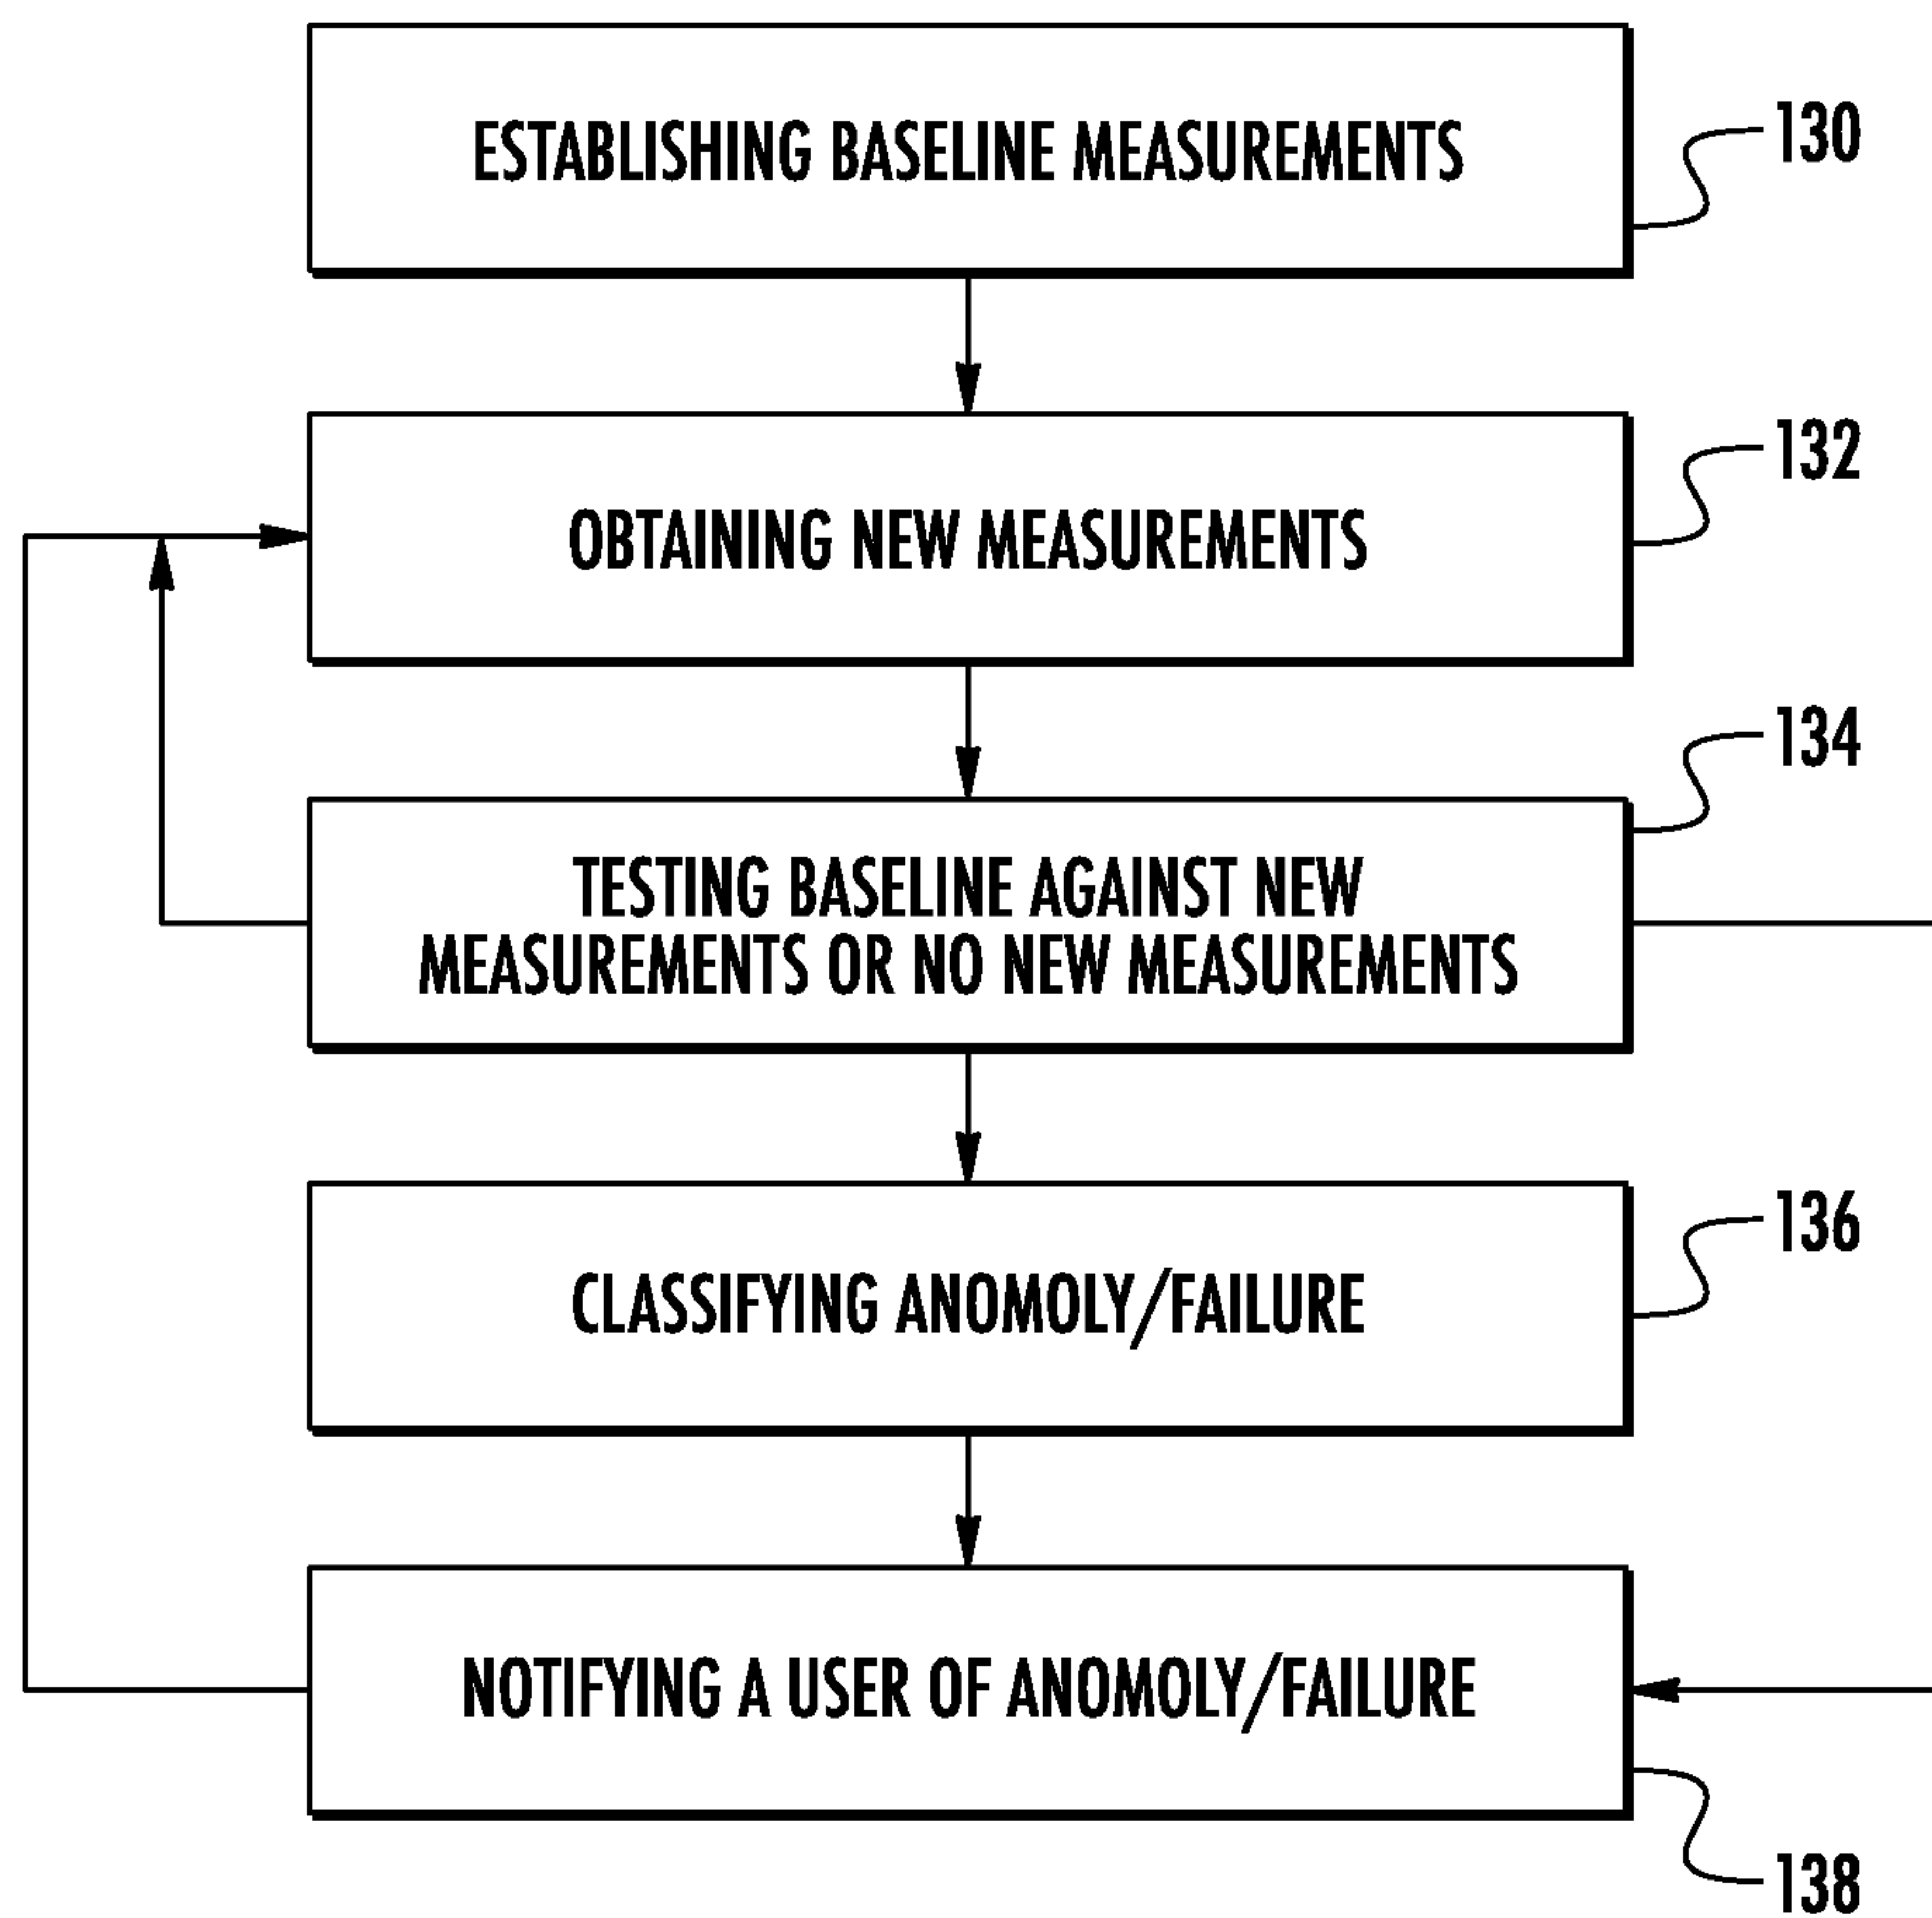 ESTABLISHING BASELINE MEASUREMENTS
130
OBTAINING NEW MEASUREMENTS
132
TESTING BASELINE AGAINST NEW
MEASUREMENTS OR NO NEW MEASUREMENTS
134
CLASSIFYING ANOMOLY/FAILURE
136
NOTIFYING A USER OF ANOMOLY/FAILURE
138